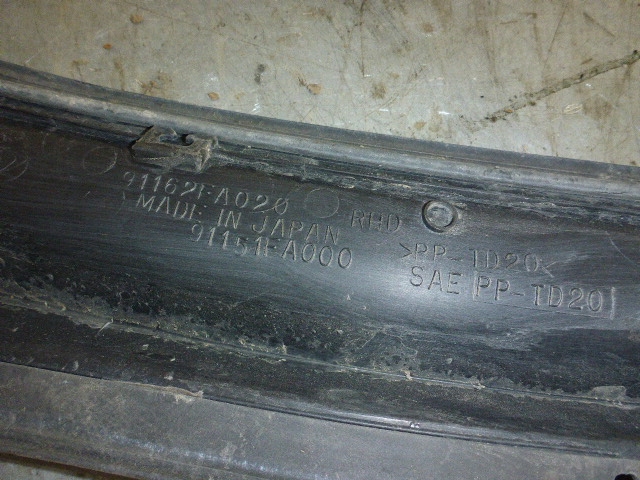 91162FA020
MADE IN JAPAN
91151FA000
RHD
>PP-TD20<
SAE [PP-TD20]